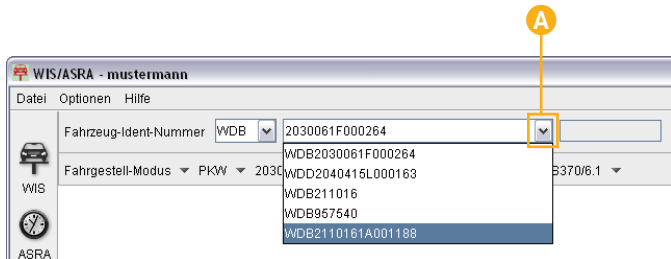 A
WIS/ASRA - mustermann
Datei Optionen Hilfe
Fahrzeug-Ident-Nummer WDB 2030061F000264
WDB2030061F000264
WDD2040415L000163
WDB211016
WDB957540
WDB2110161A001188
Fahrgestell-Modus PKW 2030 S370/6.1
WIS
ASRA